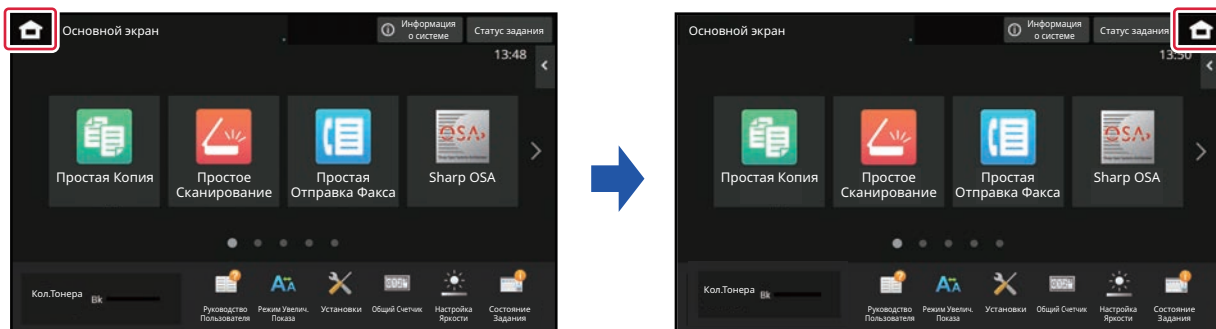 Основной экран
Информация
о системе
Статус задания
13:48
Простая Копия
Простое
Сканирование
Простая
Отправка Факса
OSA
Sharp OSA
Кол.Тонера
Bk
Руководство
Пользователя
Режим Увелич.
Показа
Установки
Общий Счетчик
Настройка
Яркости
Состояние
Задания
Основной экран
Информация
о системе
Статус задания
13:50
Простая Копия
Простое
Сканирование
Простая
Отправка Факса
OSA
Sharp OSA
Кол.Тонера
Bk
Руководство
Пользователя
Режим Увелич.
Показа
Установки
Общий Счетчик
Настройка
Яркости
Состояние
Задания